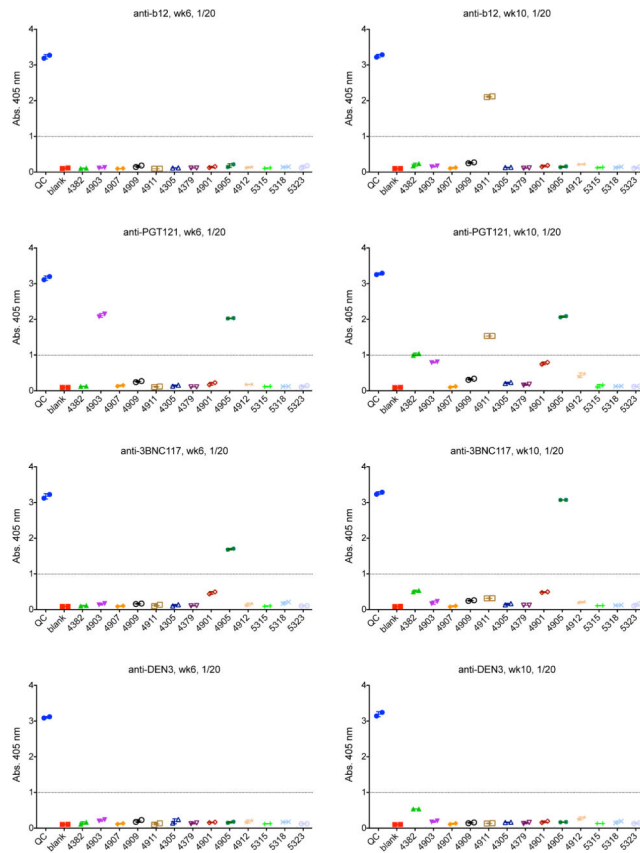 anti-b12, wk6, 1/20
Abs. 405 nm
4
3
2
1
0
QC blank 4382 4903 4907 4909 4911 4305 4379 4901 4905 4912 5315 5318 5323
anti-b12, wk10, 1/20
Abs. 405 nm
4
3
2
1
0
QC blank 4382 4903 4907 4909 4911 4305 4379 4901 4905 4912 5315 5318 5323
anti-PGT121, wk6, 1/20
Abs. 405 nm
4
3
2
1
0
QC blank 4382 4903 4907 4909 4911 4305 4379 4901 4905 4912 5315 5318 5323
anti-PGT121, wk10, 1/20
Abs. 405 nm
4
3
2
1
0
QC blank 4382 4903 4907 4909 4911 4305 4379 4901 4905 4912 5315 5318 5323
anti-3BNC117, wk6, 1/20
Abs. 405 nm
4
3
2
1
0
QC blank 4382 4903 4907 4909 4911 4305 4379 4901 4905 4912 5315 5318 5323
anti-3BNC117, wk10, 1/20
Abs. 405 nm
4
3
2
1
0
QC blank 4382 4903 4907 4909 4911 4305 4379 4901 4905 4912 5315 5318 5323
anti-DEN3, wk6, 1/20
Abs. 405 nm
4
3
2
1
0
QC blank 4382 4903 4907 4909 4911 4305 4379 4901 4905 4912 5315 5318 5323
anti-DEN3, wk10, 1/20
Abs. 405 nm
4
3
2
1
0
QC blank 4382 4903 4907 4909 4911 4305 4379 4901 4905 4912 5315 5318 5323